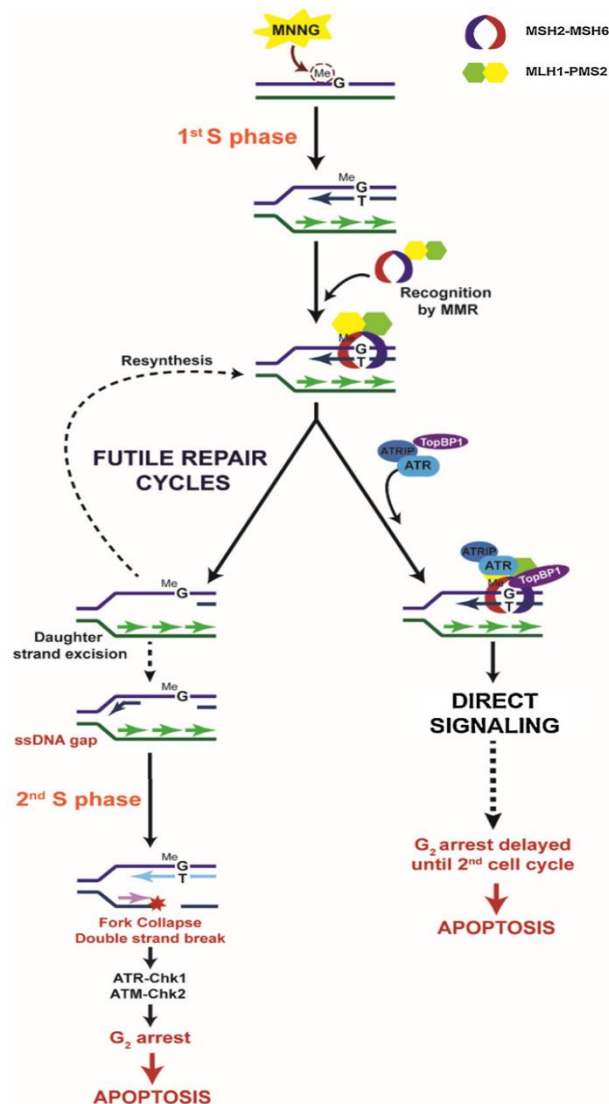 MNNG
MSH2-MSH6
MLH1-PMS2
Me
G
1st S phase
Me
G
T
Recognition
by MMR
Me
G
T
Resynthesis
FUTILE REPAIR
CYCLES
TopBP1
ATRIP
ATR
Me
G
ATRIP
ATR
TopBP1
Me
G
T
Daughter
strand excision
Me
G
ssDNA gap
DIRECT
SIGNALING
2nd S phase
Me
G
T
G2 arrest delayed
until 2nd cell cycle
Fork Collapse
Double strand break
APOPTOSIS
ATR-Chk1
ATM-Chk2
G2 arrest
APOPTOSIS